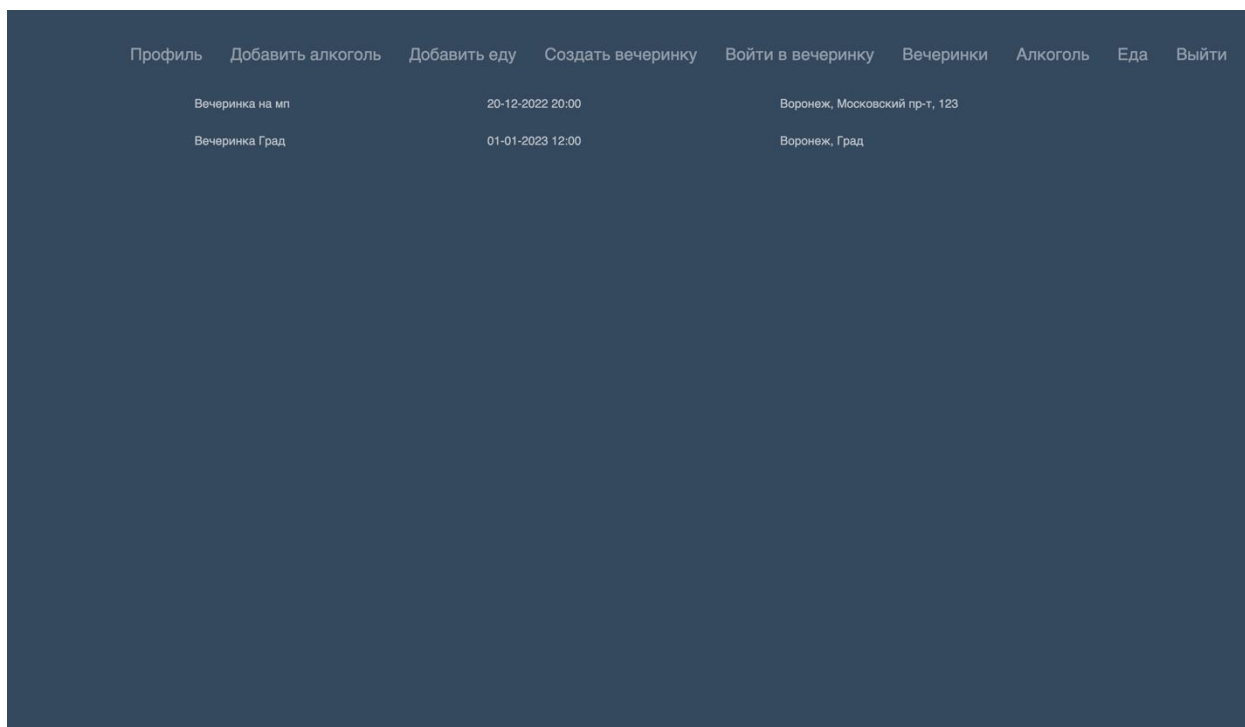 Профиль Добавить алкоголь Добавить еду Создать вечеринку Войти в вечеринку Вечеринки Алкоголь Еда Выйти
Вечеринка на мп 20-12-2022 20:00 Воронеж, Московский пр-т, 123
Вечеринка Град 01-01-2023 12:00 Воронеж, Град